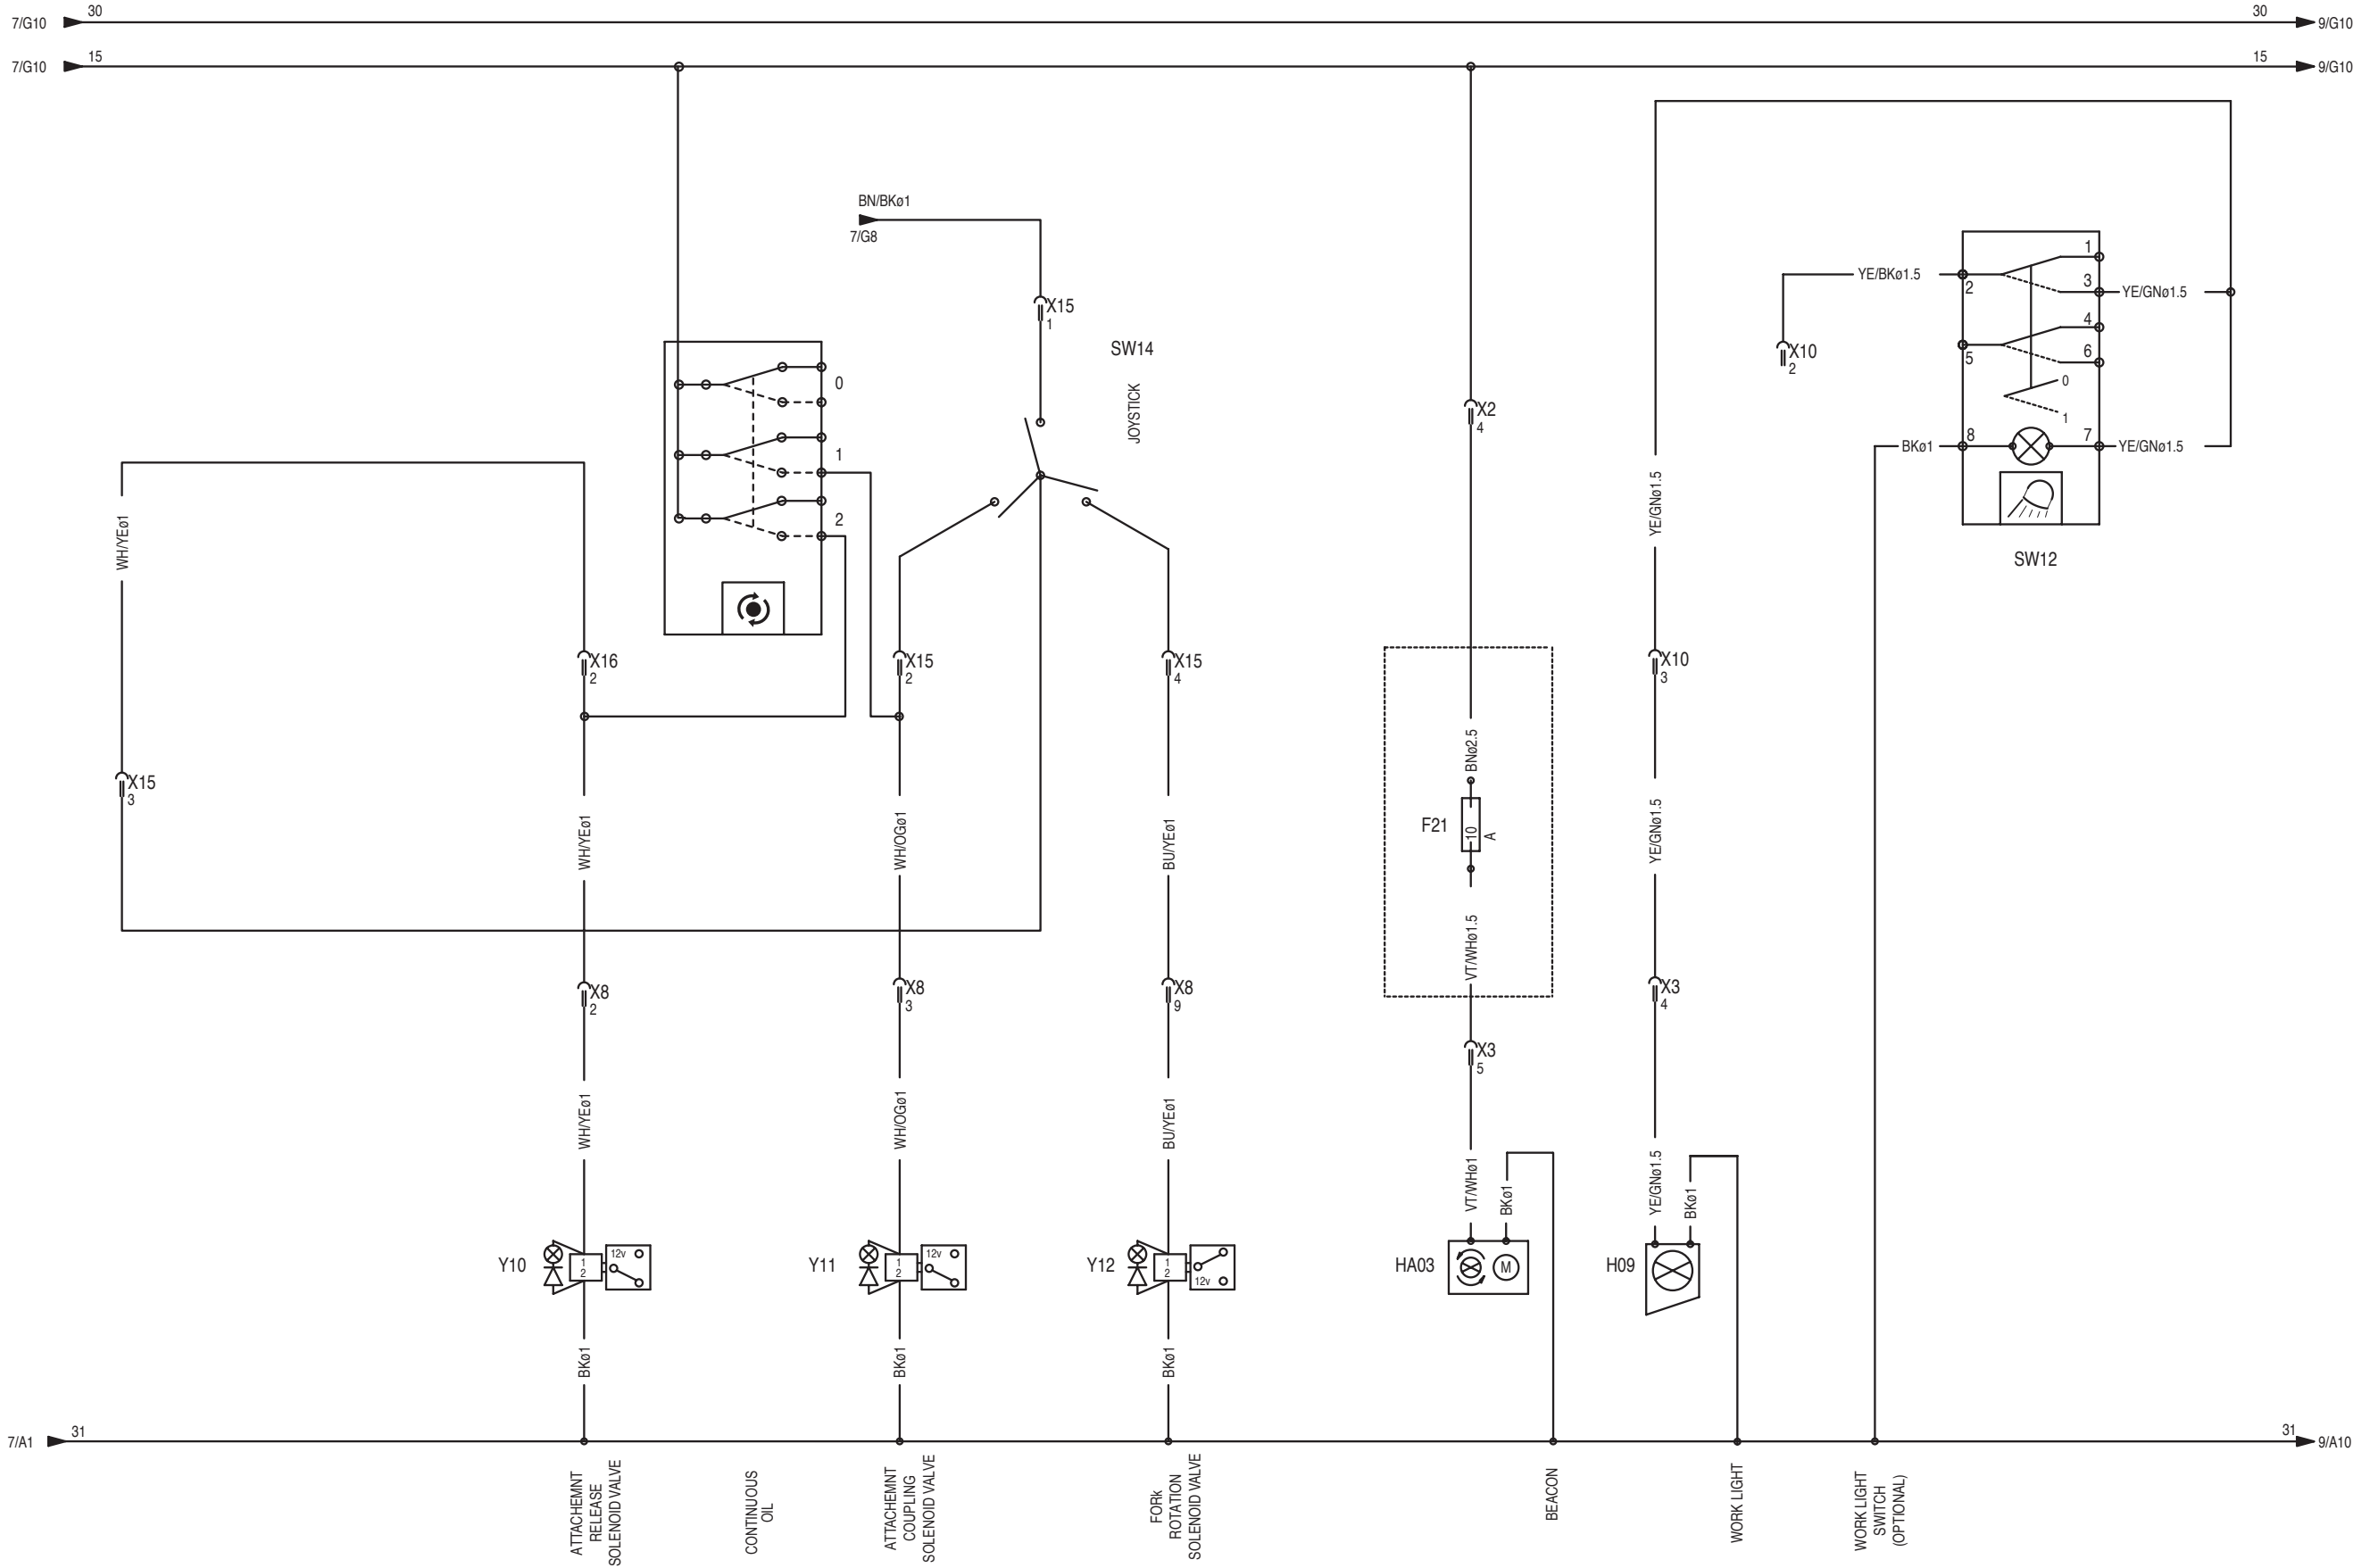 7/G10
30
30
9/G10
7/G10
15
15
9/G10
BN/BKø1
7/G8
X15
1
SW14
JOYSTICK
0
1
2
WH/YEø1
X15
3
X16
2
X15
2
X15
4
WH/YEø1
WH/OGø1
BU/YEø1
X8
2
X8
3
X8
9
WH/YEø1
WH/OGø1
BU/YEø1
Y10
1
2
12v
Y11
1
2
12v
Y12
1
2
12v
BKø1
BKø1
BKø1
X2
4
BNø2.5
F21
10
A
VT/WHø1.5
X3
5
VT/WHø1
BKø1
HA03
M
YE/GNø1.5
X10
3
YE/GNø1.5
X3
4
YE/GNø1.5
BKø1
H09
YE/BKø1.5
X10
2
2
1
3
YE/GNø1.5
5
4
6
0
1
BKø1
8
7
YE/GNø1.5
SW12
7/A1
31
31
9/A10
ATTACHEMNT
RELEASE
SOLENOID VALVE
CONTINUOUS
OIL
ATTACHEMNT
COUPLING
SOLENOID VALVE
FORk
ROTATION
SOLENOID VALVE
BEACON
WORK LIGHT
WORK LIGHT
SWITCH
(OPTIONAL)